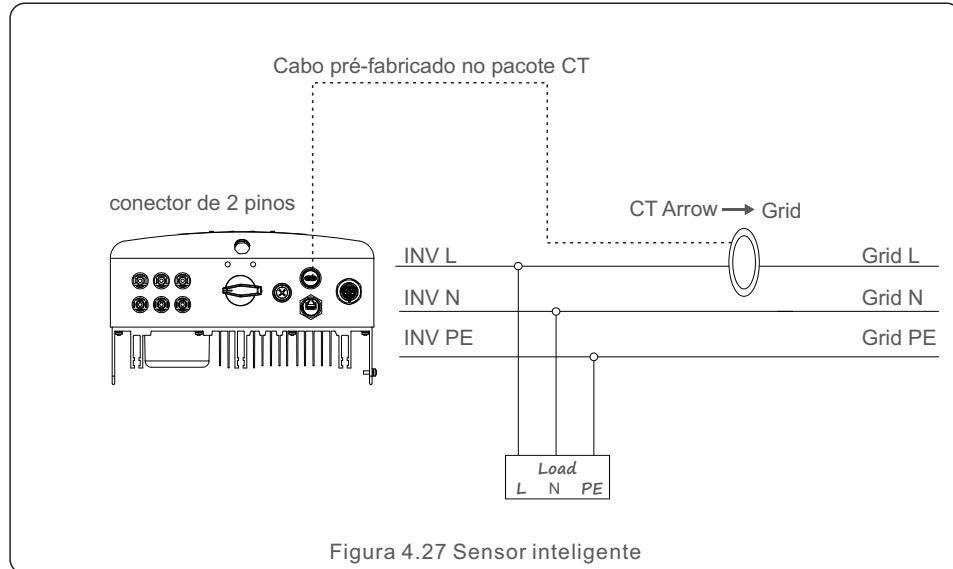 Cabo pré-fabricado no pacote CT
conector de 2 pinos
CT Arrow → Grid
INV L
Grid L
INV N
Grid N
INV PE
Grid PE
Load
L N PE
Figura 4.27 Sensor inteligente